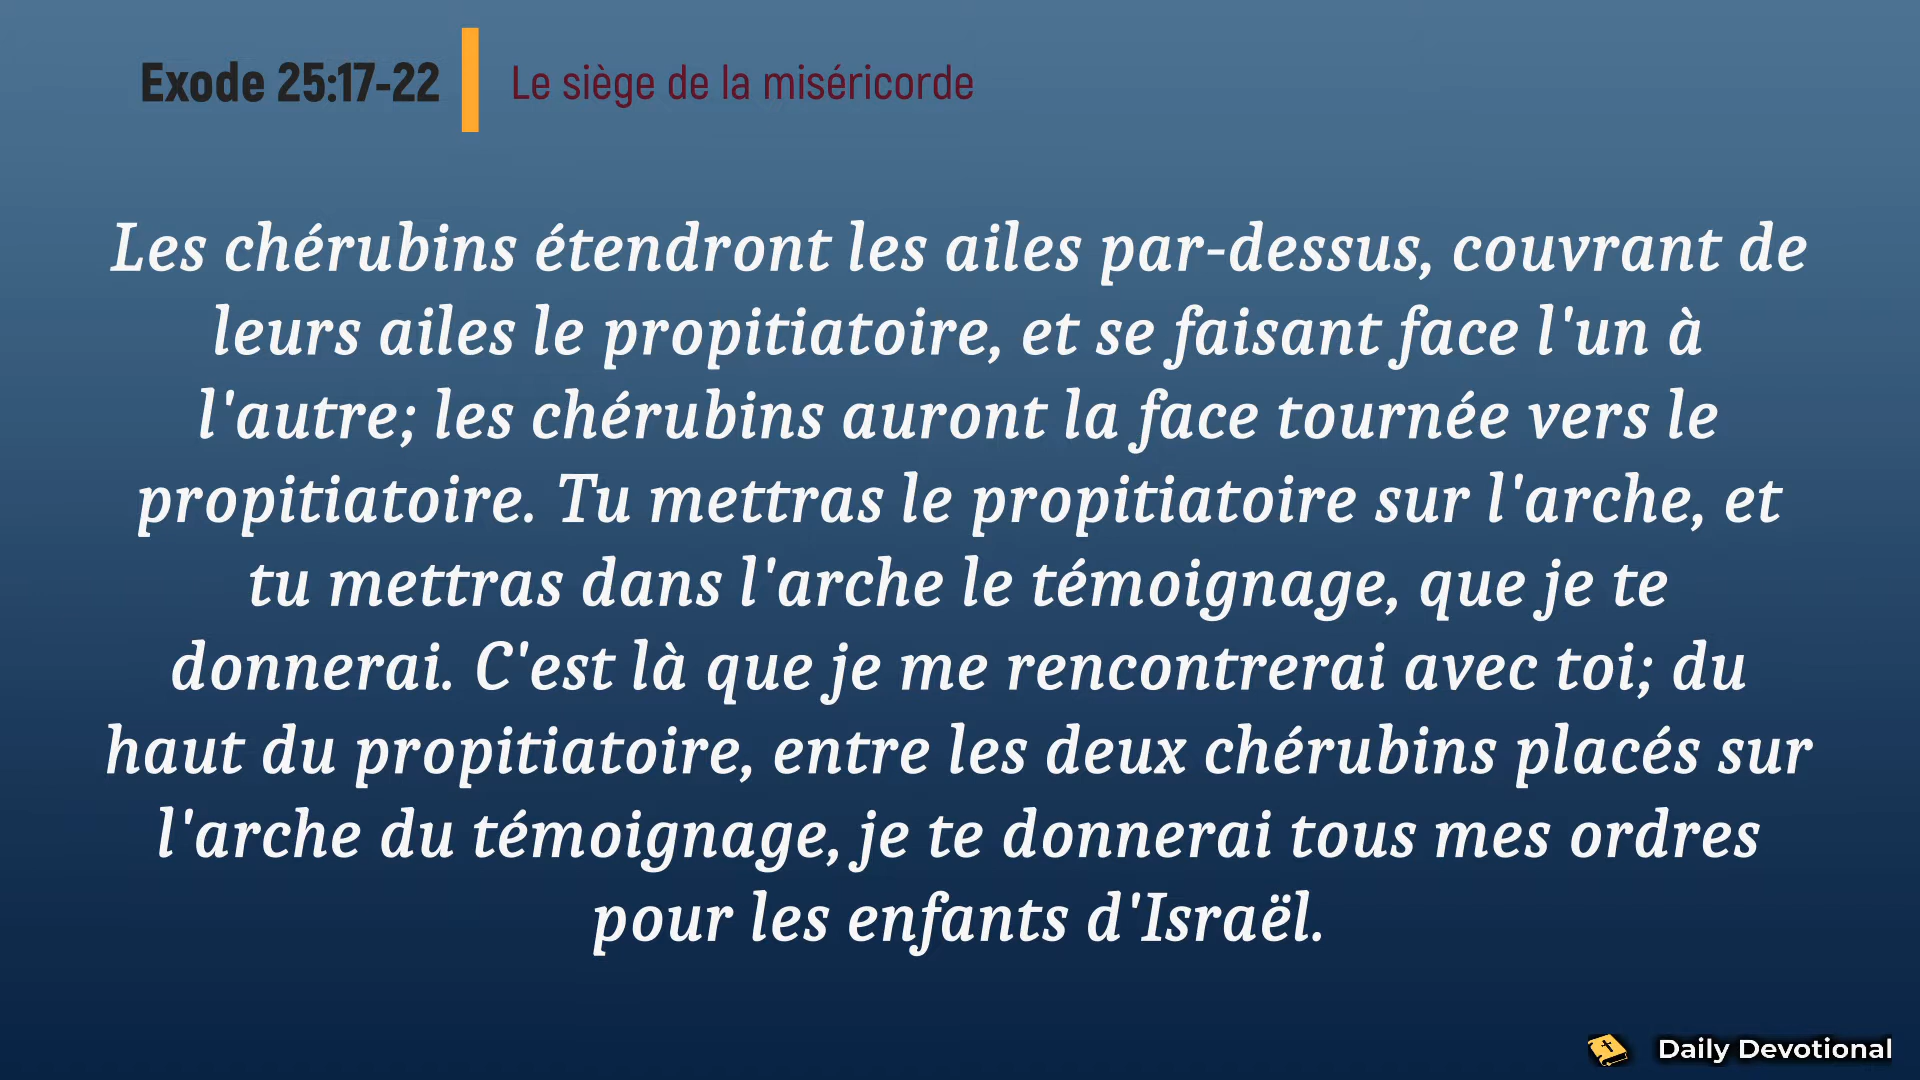 Exode 25:17-22
Le siège de la miséricorde
Les chérubins étendront les ailes par-dessus, couvrant de
leurs ailes le propitiatoire, et se faisant face l'un à
l'autre; les chérubins auront la face tournée vers le
propitiatoire. Tu mettras le propitiatoire sur l'arche, et
tu mettras dans l'arche le témoignage, que je te
donnerai. C'est là que je me rencontrerai avec toi; du
haut du propitiatoire, entre les deux chérubins placés sur
l'arche du témoignage, je te donnerai tous mes ordres
pour les enfants d'Israël.
Daily Devotional